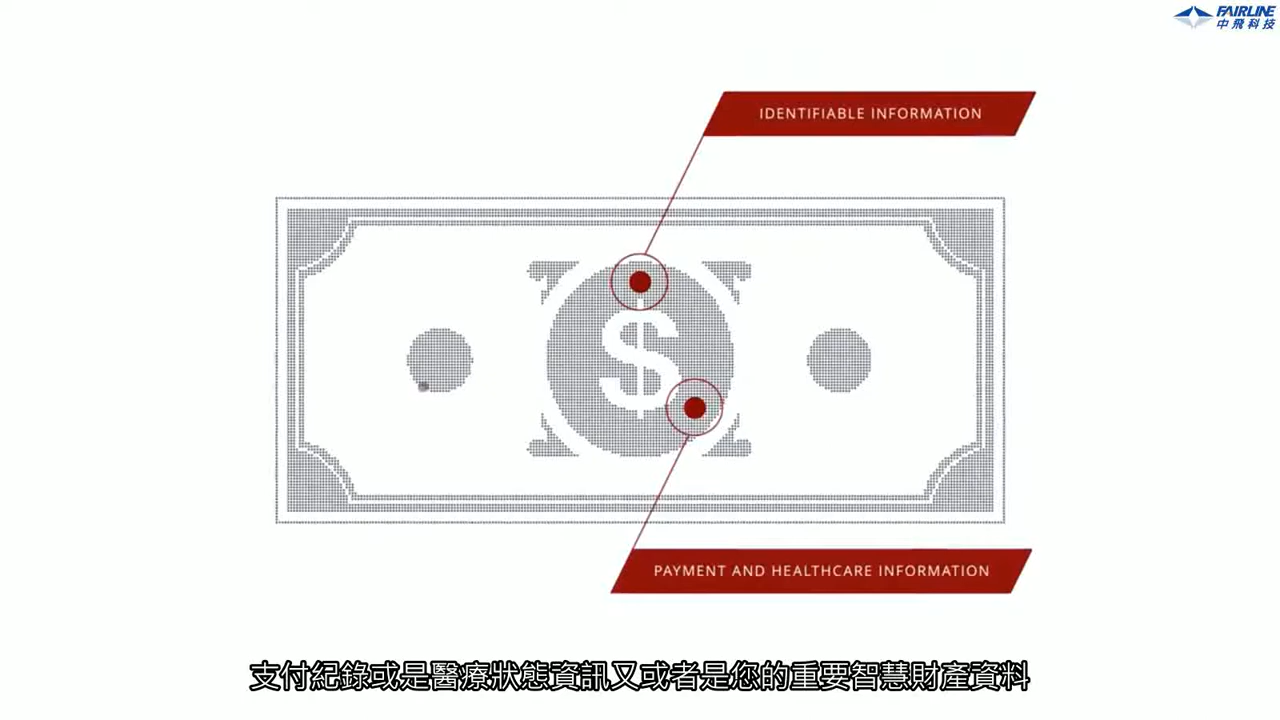 FAIRLINE
中飛科技
IDENTIFIABLE INFORMATION
$
PAYMENT AND HEALTHCARE INFORMATION
支付紀錄或是醫療狀態資訊又或者是您的重要智慧財產資料